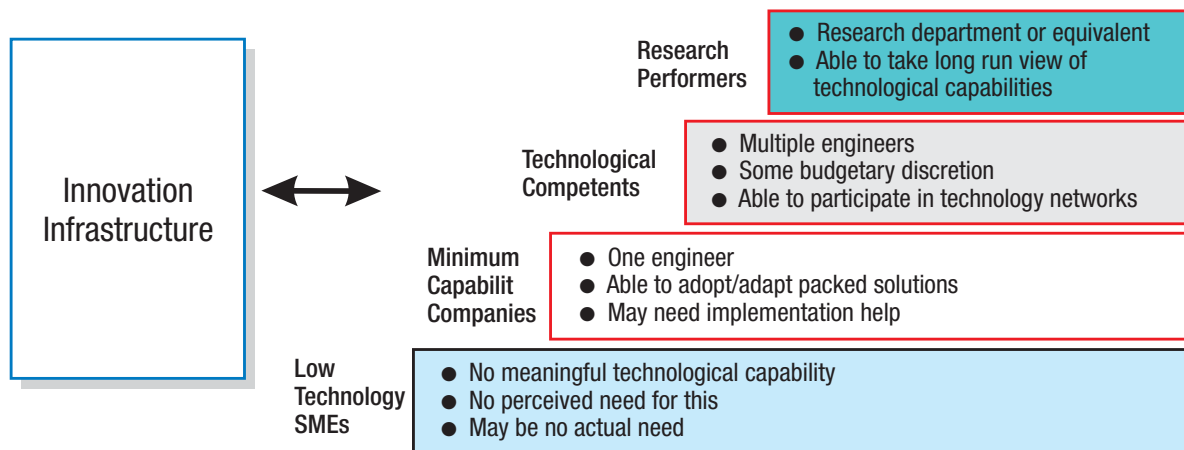 Innovation
Infrastructure
Research
Performers
● Research department or equivalent
● Able to take long run view of
technological capabilities
Technological
Competents
● Multiple engineers
● Some budgetary discretion
● Able to participate in technology networks
Minimum
Capabilit
Companies
● One engineer
● Able to adopt/adapt packed solutions
● May need implementation help
Low
Technology
SMEs
● No meaningful technological capability
● No perceived need for this
● May be no actual need